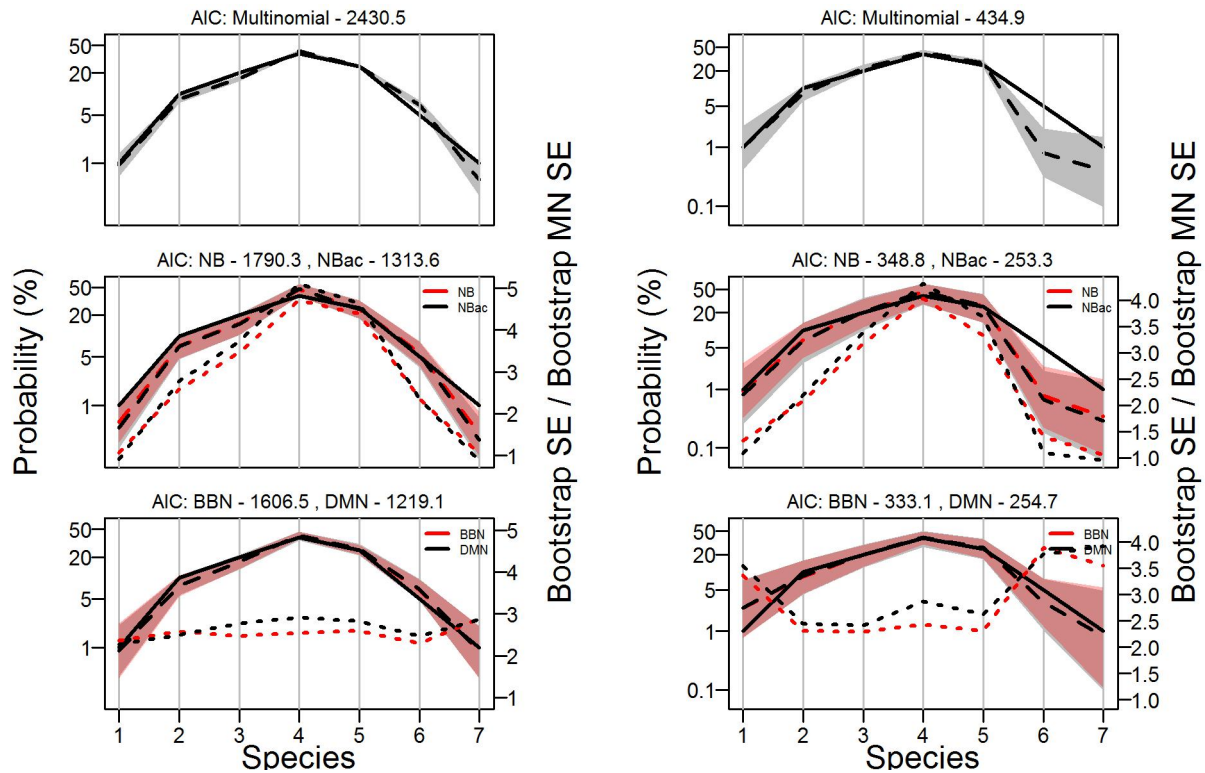 AIC: Multinomial - 2430.5
50
20
5
1
AIC: Multinomial - 434.9
50
20
5
1
0.1
AIC: NB - 1790.3 , NBac - 1313.6
50
20
5
1
NB
NBac
5
4
3
2
1
AIC: NB - 348.8 , NBac - 253.3
50
20
5
1
0.1
NB
NBac
4.0
3.5
3.0
2.5
2.0
1.5
1.0
AIC: BBN - 1606.5 , DMN - 1219.1
50
20
5
1
BBN
DMN
5
4
3
2
1
1 2 3 4 5 6 7
AIC: BBN - 333.1 , DMN - 254.7
50
20
5
1
0.1
BBN
DMN
4.0
3.5
3.0
2.5
2.0
1.5
1.0
1 2 3 4 5 6 7
Probability (%)
Species
Bootstrap SE / Bootstrap MN SE
Probability (%)
Species
Bootstrap SE / Bootstrap MN SE